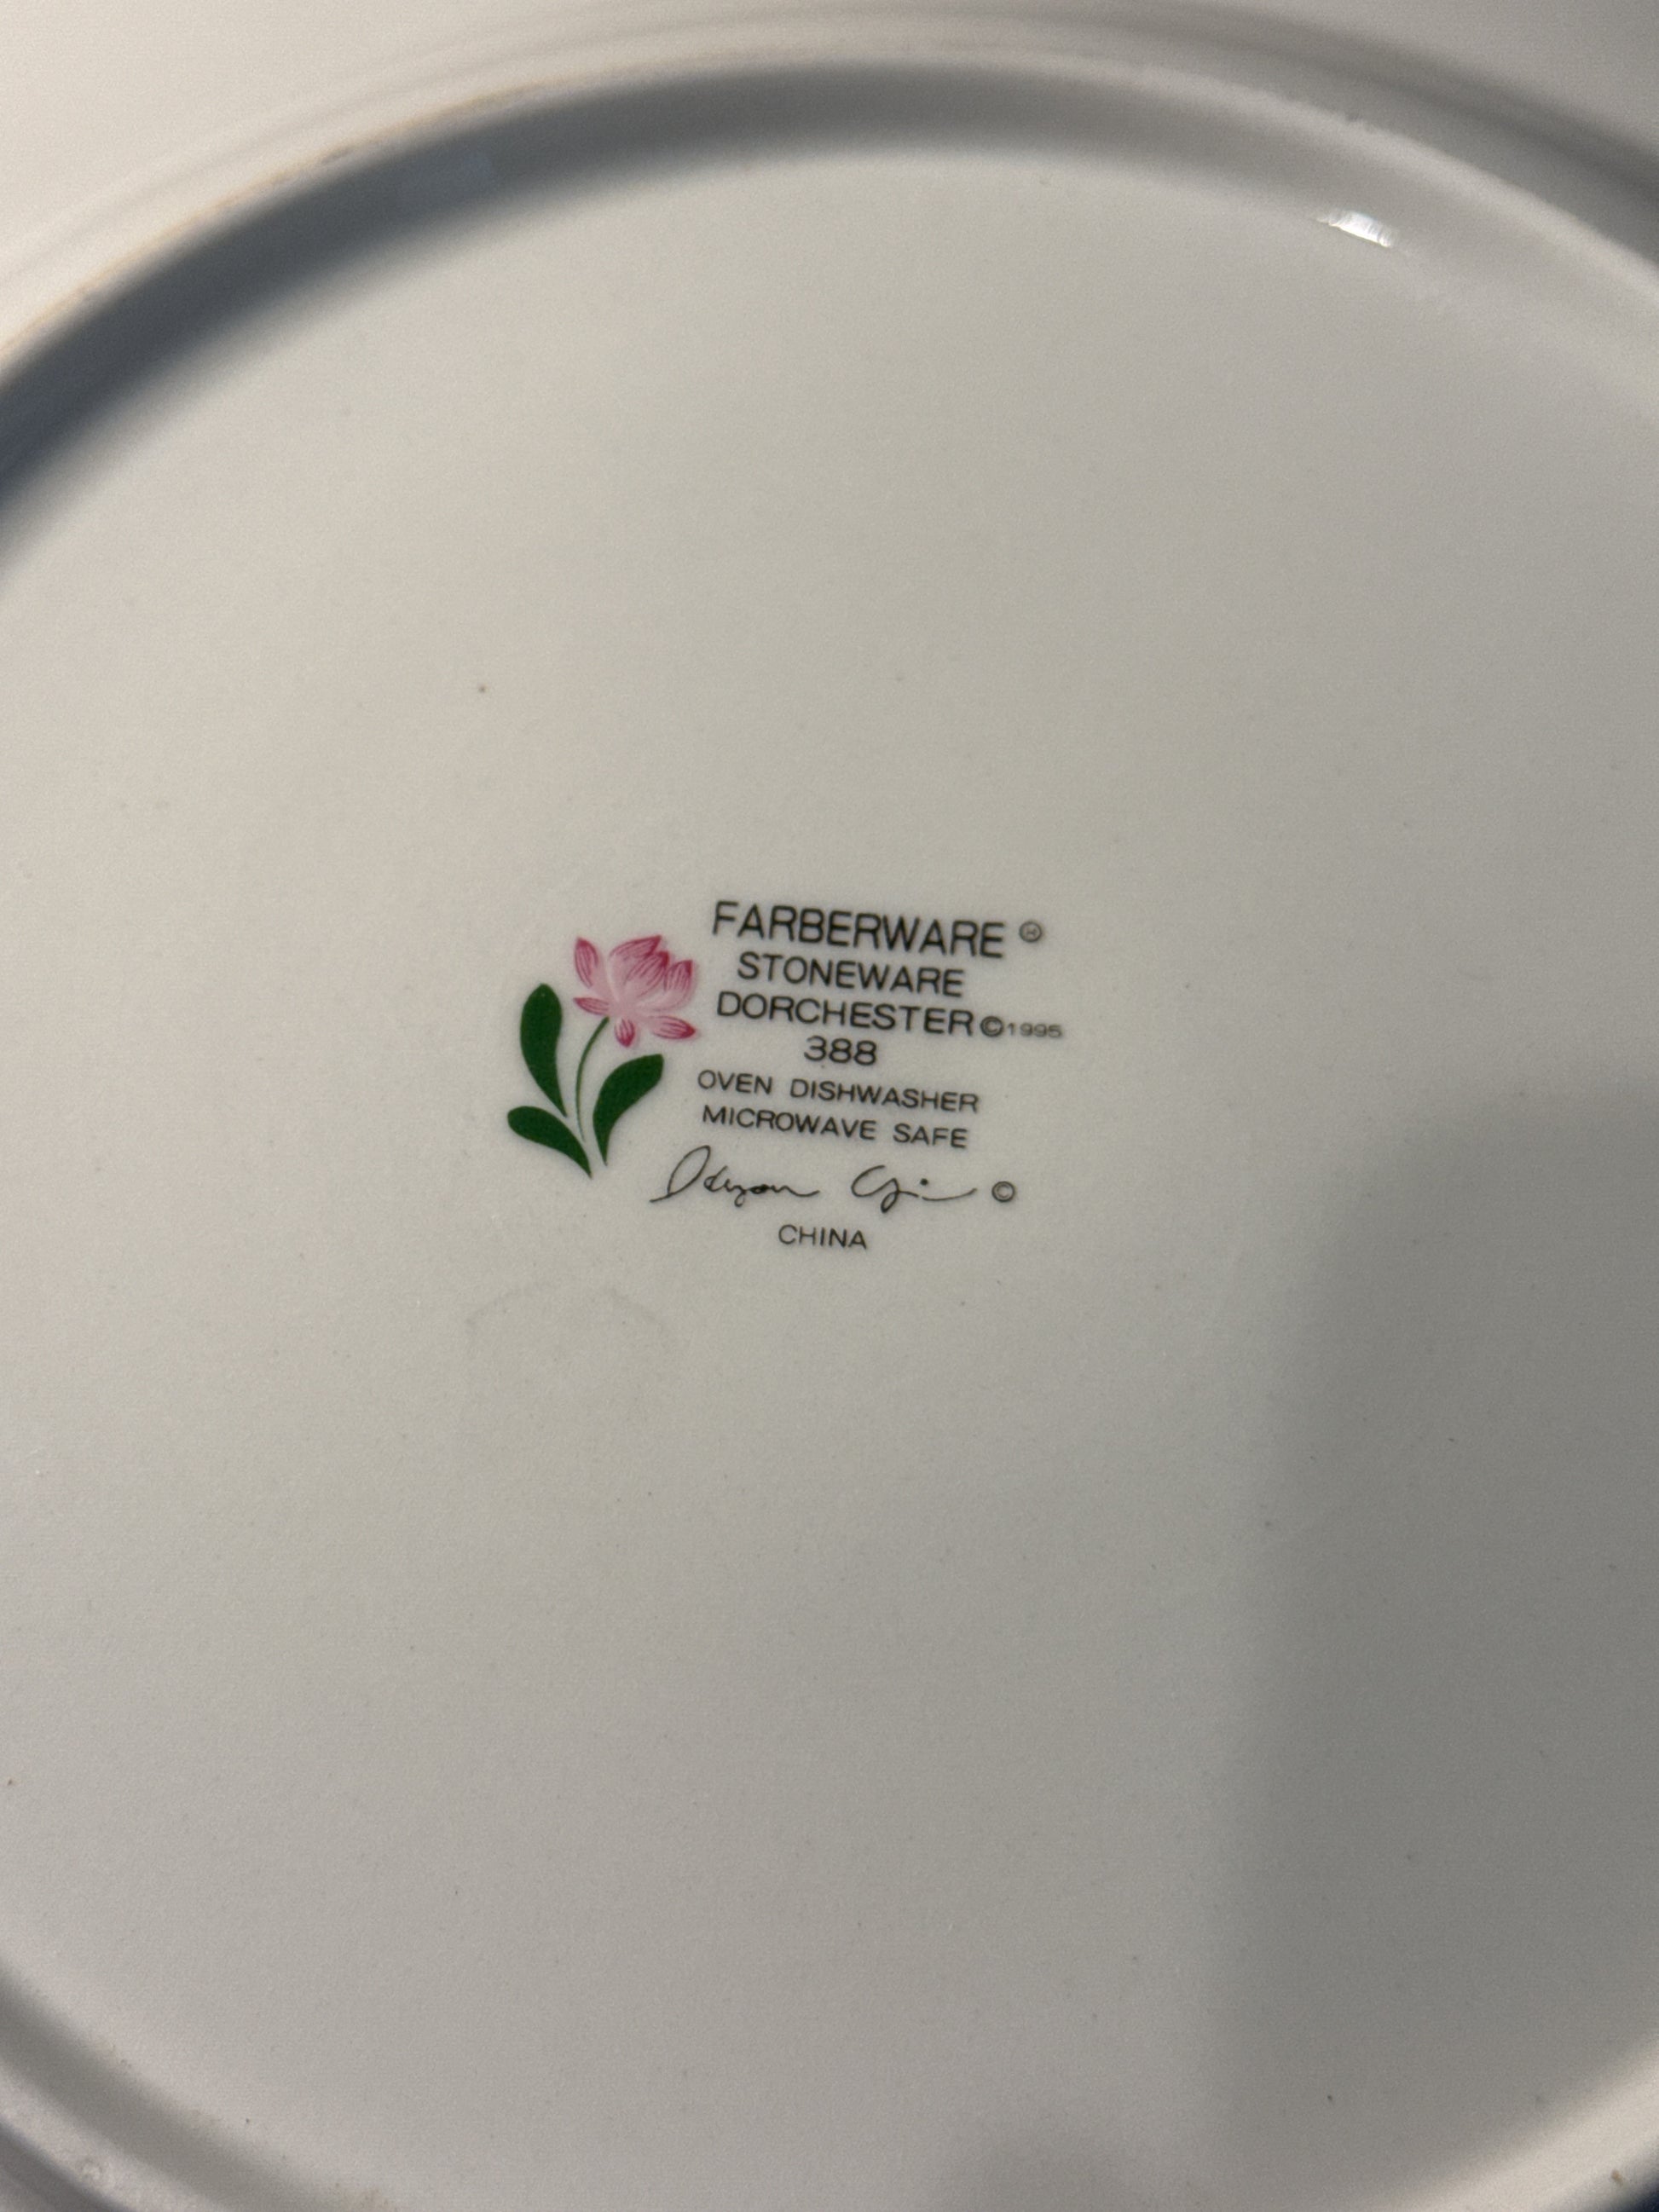 FARBERWARE ®
STONEWARE
DORCHESTER © 1995
388
OVEN DISHWASHER
MICROWAVE SAFE
©
CHINA